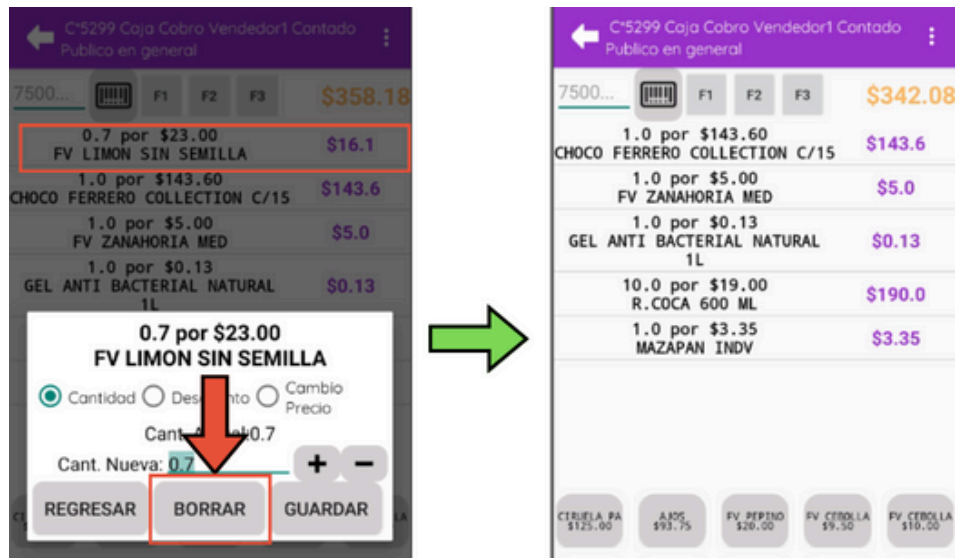 C*5299 Caja Cobro Vendedor1 Contado
Publico en general
7500...
F1
F2
F3
$358.18
0.7 por $23.00
FV LIMON SIN SEMILLA
$16.1
1.0 por $143.60
CHOCO FERRERO COLLECTION C/15
$143.6
1.0 por $5.00
FV ZANAHORIA MED
$5.0
1.0 por $0.13
GEL ANTI BACTERIAL NATURAL
1L
$0.13
0.7 por $23.00
FV LIMON SIN SEMILLA
Cantidad
Cambio
Precio
0.7
Cant. Nueva: 0.7
+
−
REGRESAR
BORRAR
GUARDAR
C*5299 Caja Cobro Vendedor1 Contado
Publico en general
7500...
F1
F2
F3
$342.08
1.0 por $143.60
CHOCO FERRERO COLLECTION C/15
$143.6
1.0 por $5.00
FV ZANAHORIA MED
$5.0
1.0 por $0.13
GEL ANTI BACTERIAL NATURAL
1L
$0.13
10.0 por $19.00
R.COCA 600 ML
$190.0
1.0 por $3.35
MAZAPAN INDV
$3.35
CIRUELA PA
$125.00
AJOS
$93.75
FV PEPINO
$20.00
FV CEBOLLA
$9.50
FV CEBOLLA
$10.00